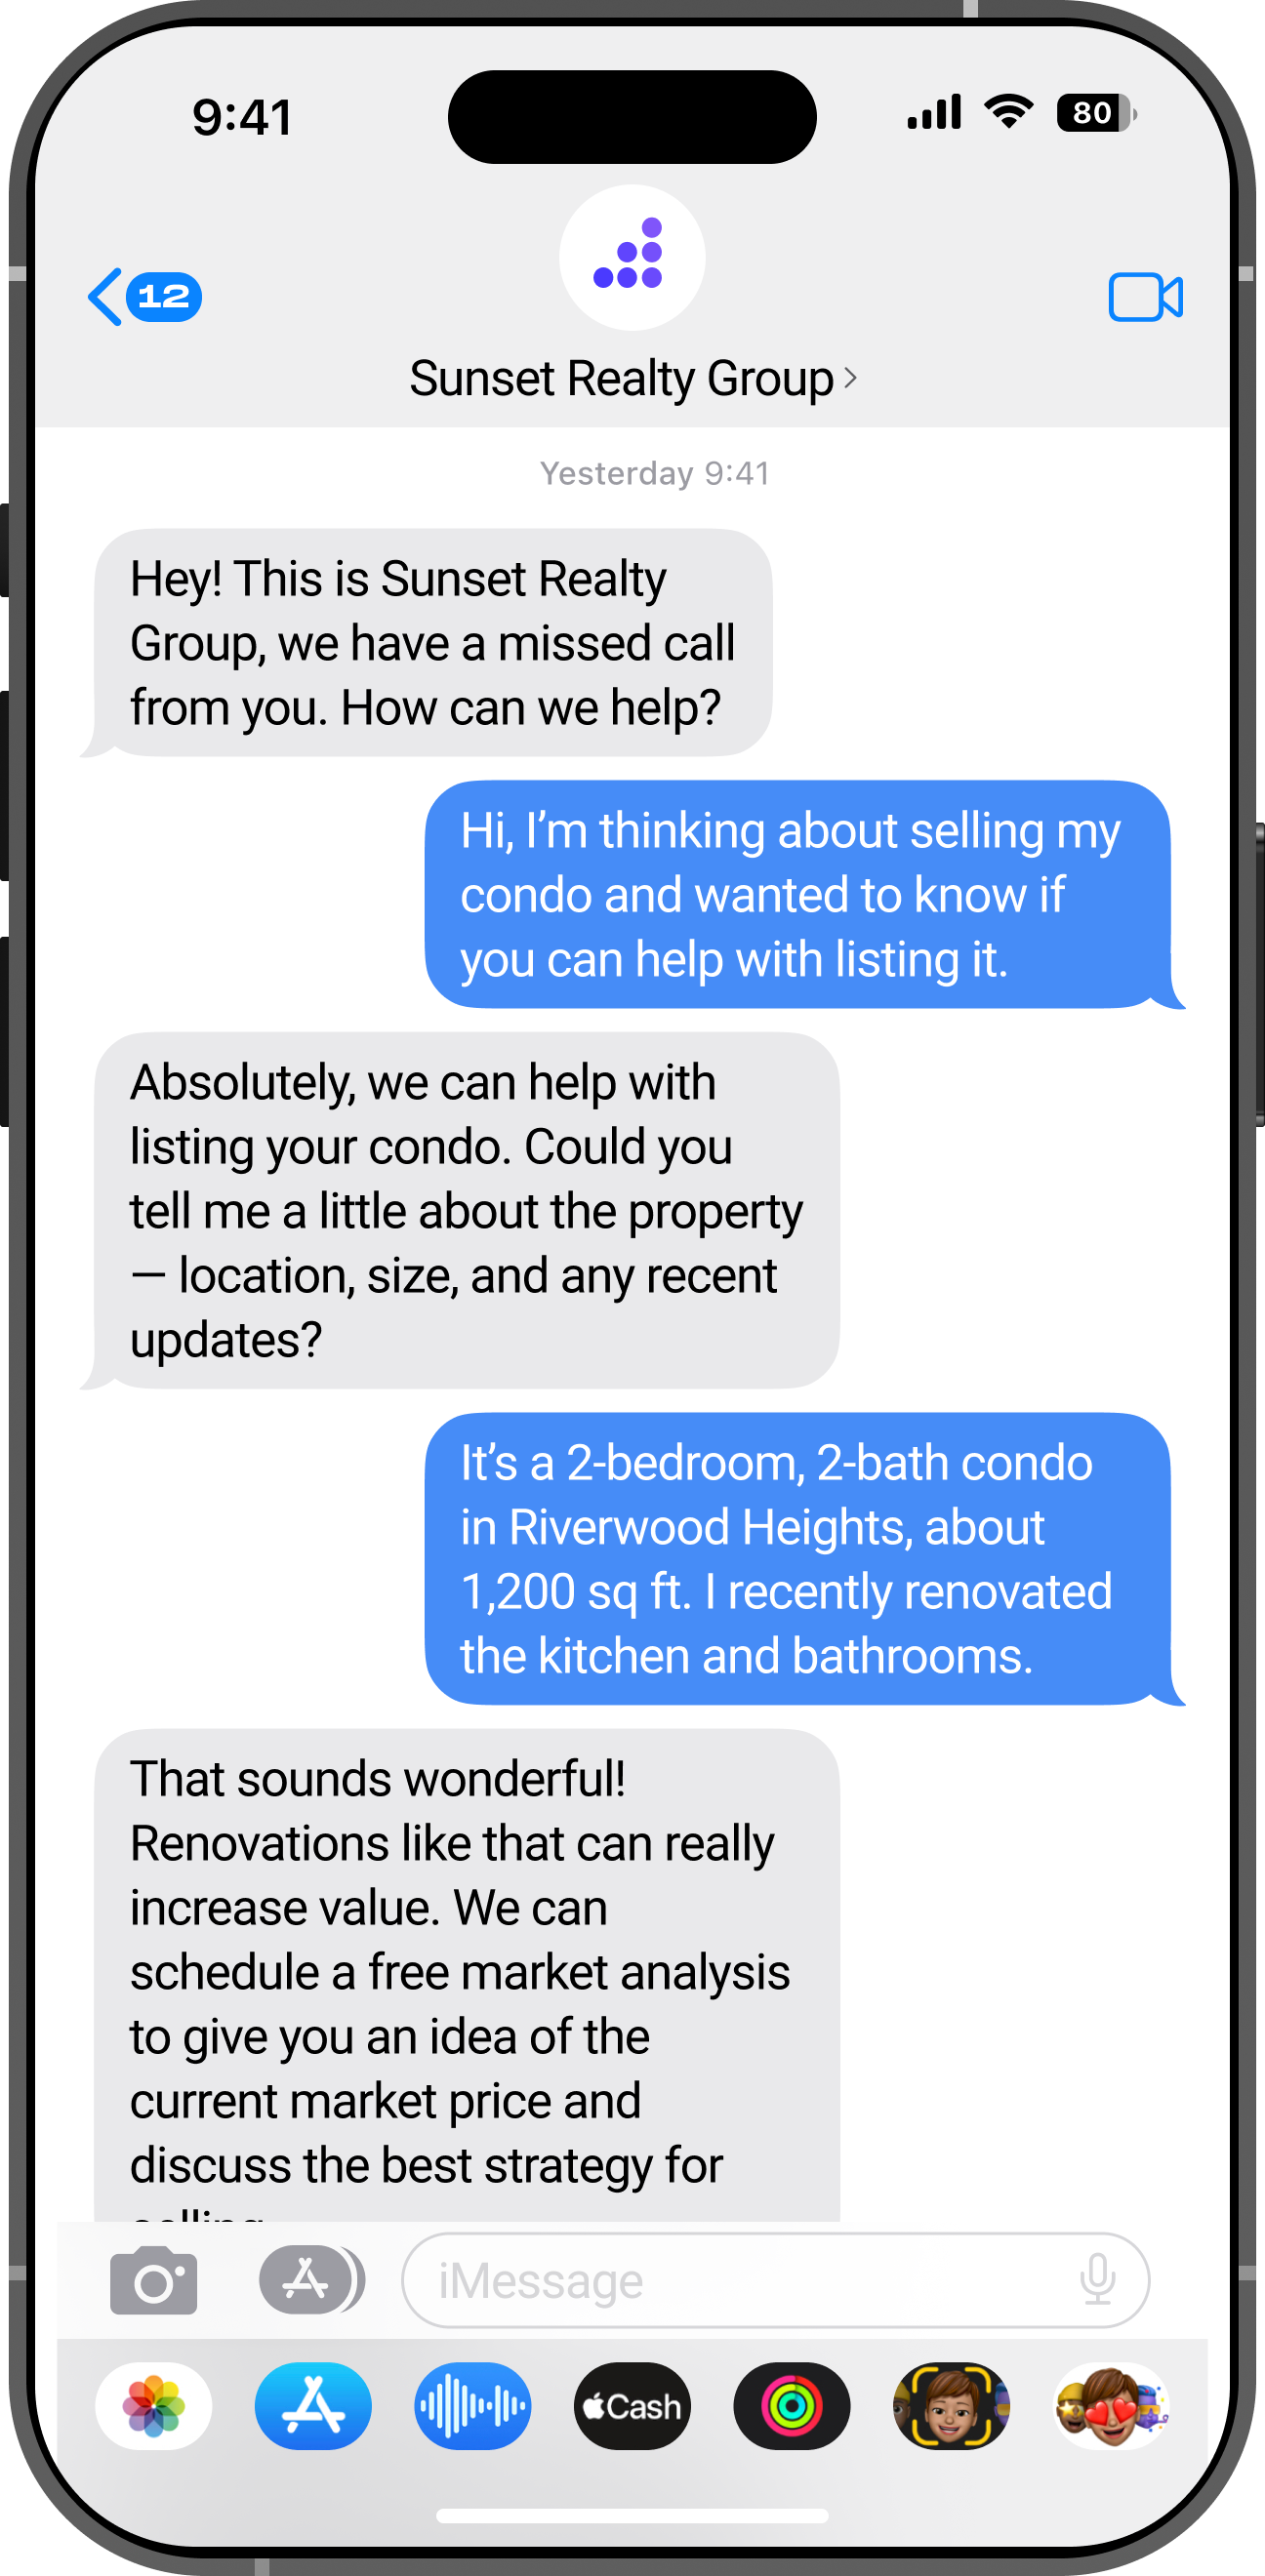 9:41
80
12
Sunset Realty Group
Yesterday 9:41
Hey! This is Sunset Realty
Group, we have a missed call
from you. How can we help?
Hi, I’m thinking about selling my
condo and wanted to know if
you can help with listing it.
Absolutely, we can help with
listing your condo. Could you
tell me a little about the property
— location, size, and any recent
updates?
It’s a 2-bedroom, 2-bath condo
in Riverwood Heights, about
1,200 sq ft. I recently renovated
the kitchen and bathrooms.
That sounds wonderful!
Renovations like that can really
increase value. We can
schedule a free market analysis
to give you an idea of the
current market price and
discuss the best strategy for
iMessage
Cash